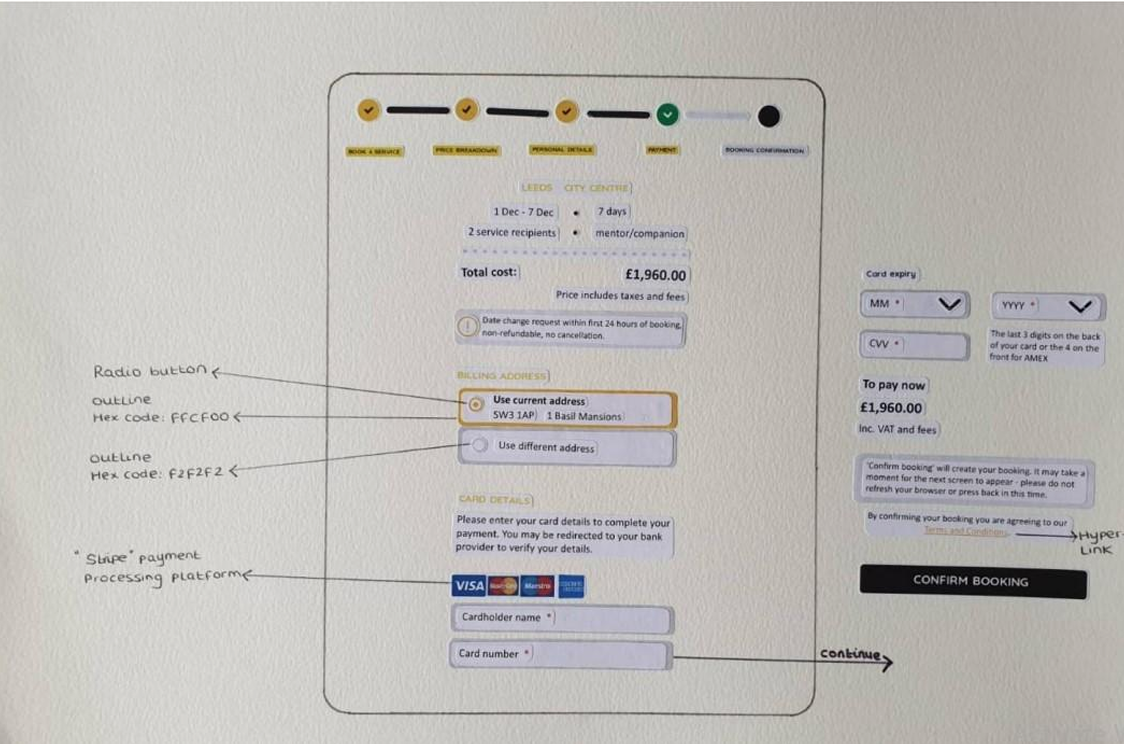 BOOK A SERVICE
PRICE BREAKDOWN
PERSONAL DETAILS
PAYMENT
BOOKING CONFIRMATION
LEEDS CITY CENTRE
1 Dec - 7 Dec • 7 days
2 service recipients • mentor/companion
Total cost: £1,960.00
Price includes taxes and fees
Date change request within first 24 hours of booking,
non-refundable, no cancellation.
BILLING ADDRESS
Use current address
SW3 1AP 1 Basil Mansions
Use different address
CARD DETAILS
Please enter your card details to complete your
payment. You may be redirected to your bank
provider to verify your details.
VISA MasterCard Maestro
Cardholder name *
Card number *
Radio button
outline
Hex code: FFCF00
outline
Hex code: F2F2F2
"Stripe" payment
Processing platform
continue
Card expiry
MM * YYYY *
CVV *
The last 3 digits on the back
of your card or the 4 on the
front for AMEX
To pay now
£1,960.00
Inc. VAT and fees
'Confirm booking' will create your booking. It may take a
moment for the next screen to appear - please do not
refresh your browser or press back in this time.
By confirming your booking you are agreeing to our
Terms and Conditions
Hyper-
Link
CONFIRM BOOKING